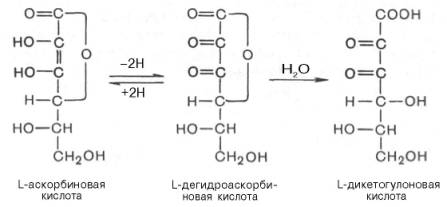 O=C
HO-C
HO-C
H-C
HO-CH
CH₂OH
O
−2H
+2H
O=C
O=C
O=C
H-C
HO-CH
CH₂OH
O
H₂O
COOH
O=C
O=C
H-C-OH
HO-CH
CH₂OH
L-аскорбиновая
кислота
L-дегидроаскорби-
новая кислота
L-дикетогулоновая
кислота